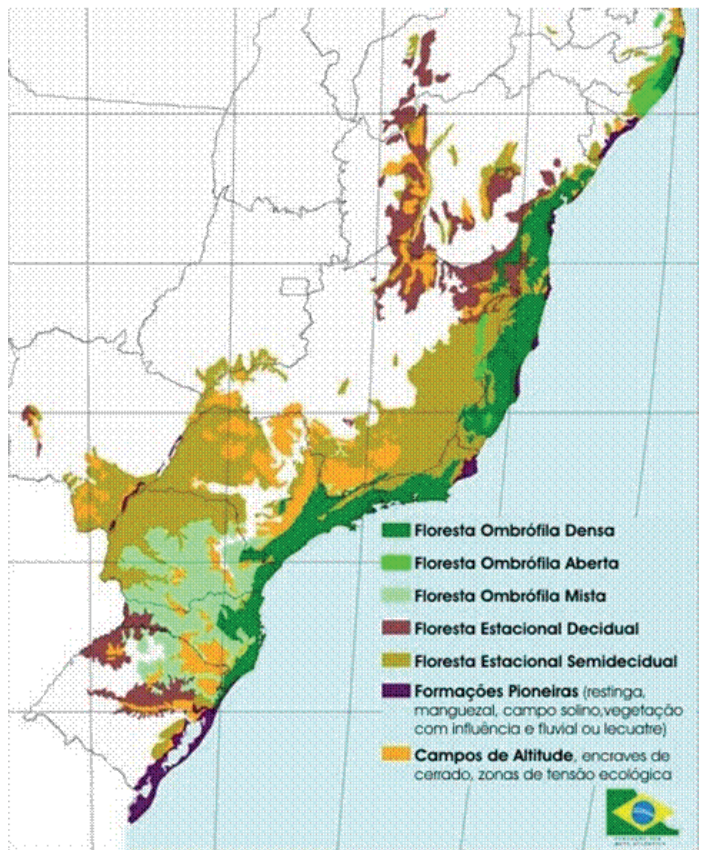 Floresta Ombrófila Densa
Floresta Ombrófila Aberta
Floresta Ombrófila Mista
Floresta Estacional Decidual
Floresta Estacional Semidecidual
Formações Pioneiras (restinga,
manguezal, campo solino,vegetação
com influência e fluvial ou lecuatre)
Campos de Altitude, encraves de
cerrado, zonas de tensão ecológica